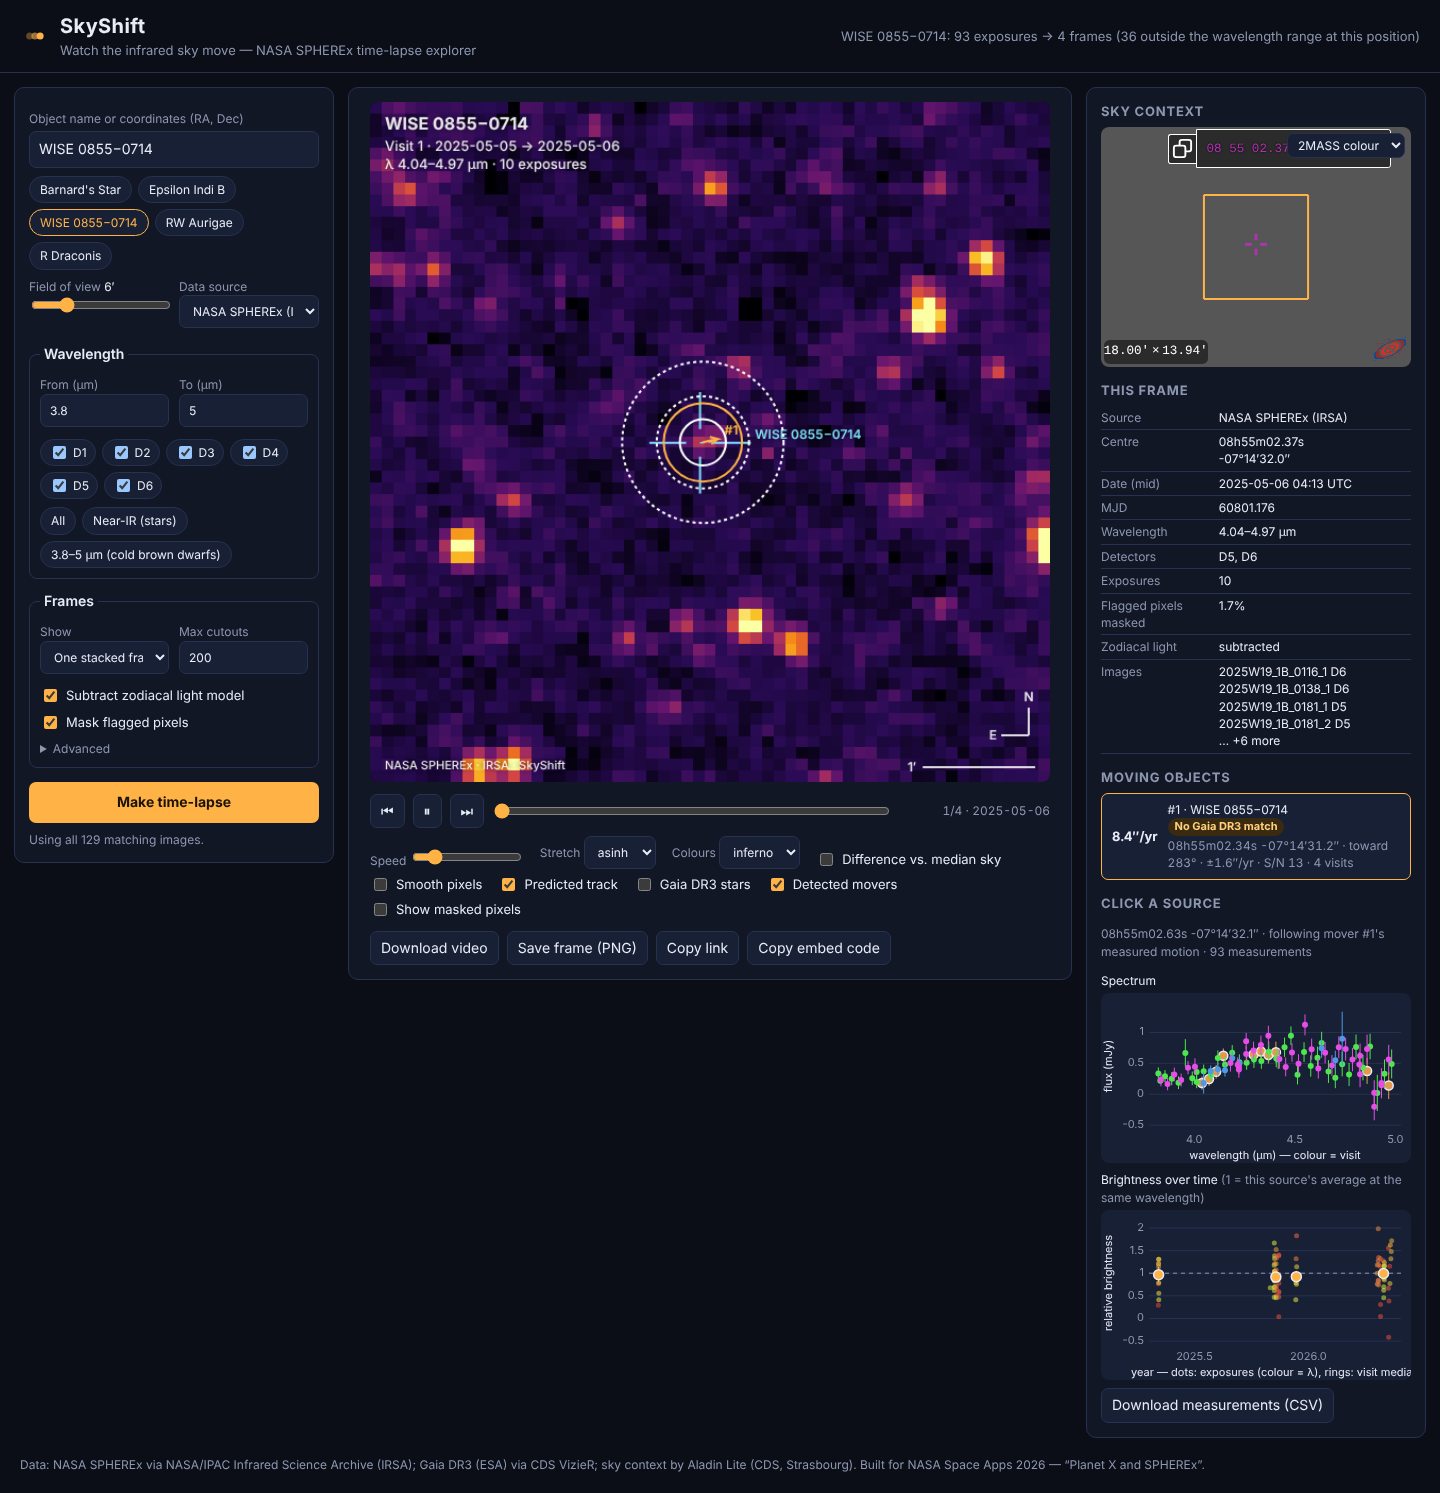 SkyShift
Watch the infrared sky move — NASA SPHEREx time-lapse explorer
WISE 0855−0714: 93 exposures → 4 frames (36 outside the wavelength range at this position)
Object name or coordinates (RA, Dec)
WISE 0855−0714
Barnard's Star
Epsilon Indi B
WISE 0855−0714
RW Aurigae
R Draconis
Field of view 6′
Data source
NASA SPHEREx (I
Wavelength
From (µm)
To (µm)
3.8
5
D1
D2
D3
D4
D5
D6
All
Near-IR (stars)
3.8–5 µm (cold brown dwarfs)
Frames
Show
Max cutouts
One stacked fra
200
Subtract zodiacal light model
Mask flagged pixels
Advanced
Make time-lapse
Using all 129 matching images.
WISE 0855−0714
Visit 1 · 2025-05-05 → 2025-05-06
λ 4.04–4.97 µm · 10 exposures
#1
WISE 0855−0714
N
E
NASA SPHEREx · IRSA · SkyShift
1′
1/4 · 2025-05-06
Speed
Stretch
asinh
Colours
inferno
Difference vs. median sky
Smooth pixels
Predicted track
Gaia DR3 stars
Detected movers
Show masked pixels
Download video
Save frame (PNG)
Copy link
Copy embed code
SKY CONTEXT
08 55 02.37
2MASS colour
18.00' × 13.94'
THIS FRAME
Source NASA SPHEREx (IRSA)
Centre 08h55m02.37s
-07°14′32.0″
Date (mid) 2025-05-06 04:13 UTC
MJD 60801.176
Wavelength 4.04–4.97 µm
Detectors D5, D6
Exposures 10
Flagged pixels masked 1.7%
Zodiacal light subtracted
Images 2025W19_1B_0116_1 D6
2025W19_1B_0138_1 D6
2025W19_1B_0181_1 D5
2025W19_1B_0181_2 D5
… +6 more
MOVING OBJECTS
8.4″/yr
#1 · WISE 0855−0714
No Gaia DR3 match
08h55m02.34s -07°14′31.2″ · toward
283° · ±1.6″/yr · S/N 13 · 4 visits
CLICK A SOURCE
08h55m02.63s -07°14′32.1″ · following mover #1's
measured motion · 93 measurements
Spectrum
flux (mJy)
1
0.5
0
-0.5
4.0
4.5
5.0
wavelength (µm) — colour = visit
Brightness over time (1 = this source's average at the
same wavelength)
relative brightness
2
1.5
1
0.5
0
-0.5
2025.5
2026.0
year — dots: exposures (colour = λ), rings: visit media
Download measurements (CSV)
Data: NASA SPHEREx via NASA/IPAC Infrared Science Archive (IRSA); Gaia DR3 (ESA) via CDS VizieR; sky context by Aladin Lite (CDS, Strasbourg). Built for NASA Space Apps 2026 — “Planet X and SPHEREx”.